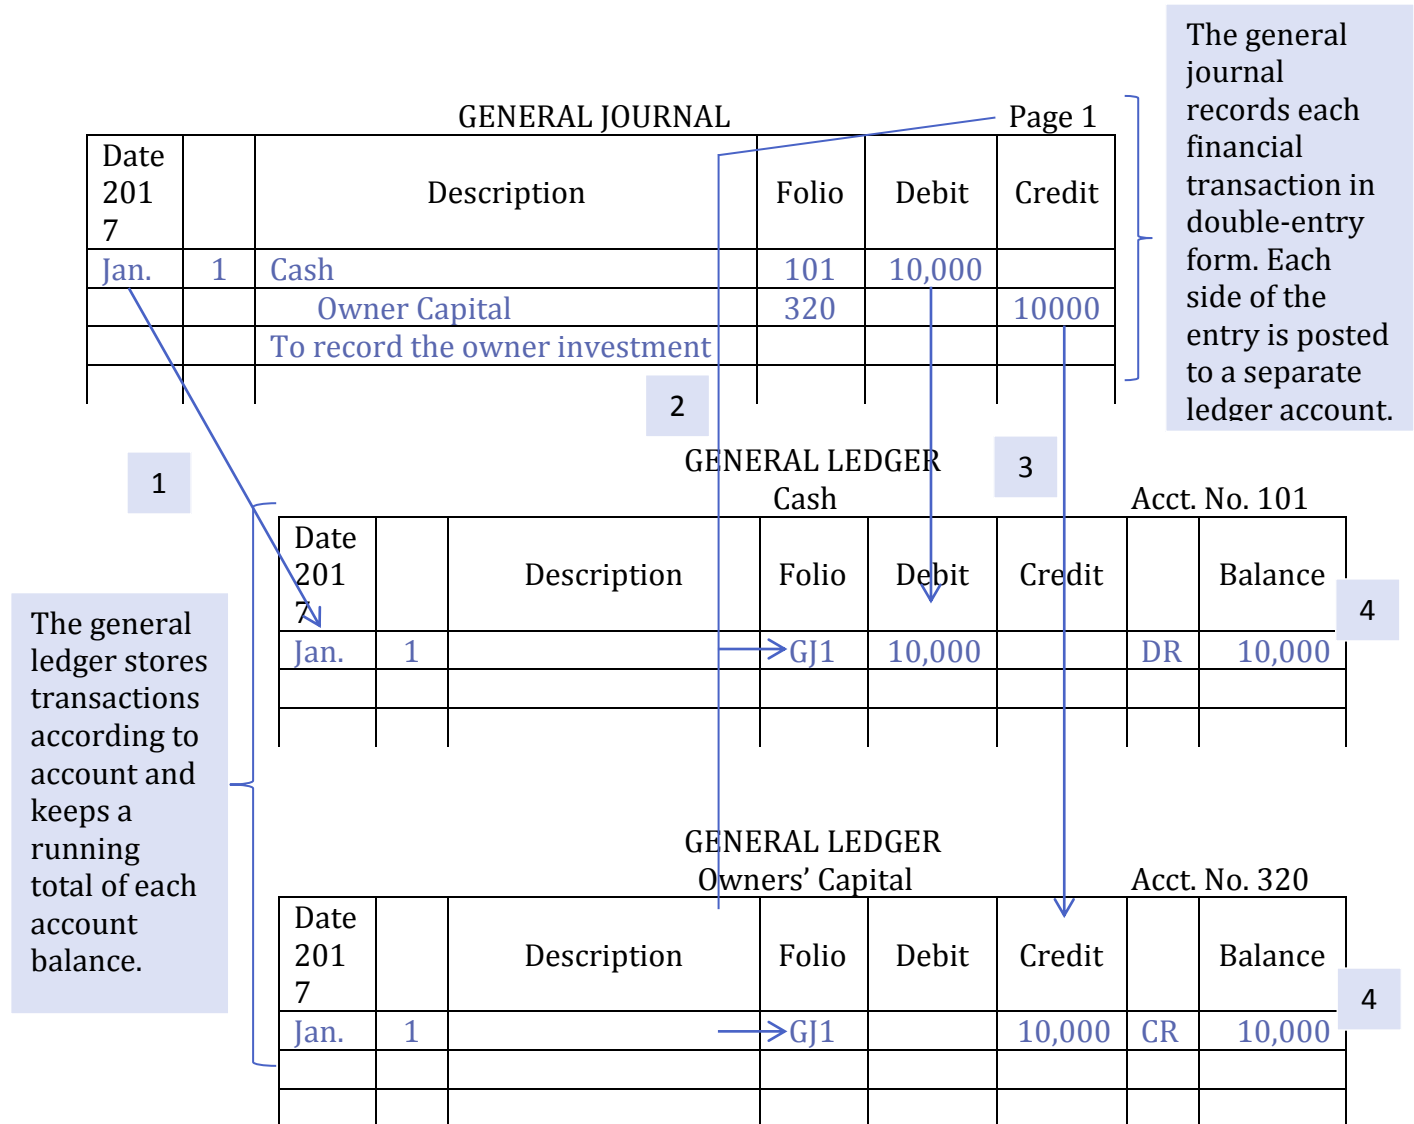 The general
journal
records each
financial
transaction in
double-entry
form. Each
side of the
entry is posted
to a separate
ledger account.
GENERAL JOURNAL Page 1
Date
201
7
Description Folio Debit Credit
Jan. 1 Cash 101 10,000
Owner Capital 320 10000
To record the owner investment
2
1
3
GENERAL LEDGER
Cash Acct. No. 101
Date
201
7
Description Folio Debit Credit Balance
4
Jan. 1 GJ1 10,000 DR 10,000
The general
ledger stores
transactions
according to
account and
keeps a
running
total of each
account
balance.
GENERAL LEDGER
Owners’ Capital Acct. No. 320
Date
201
7
Description Folio Debit Credit Balance
4
Jan. 1 GJ1 10,000 CR 10,000